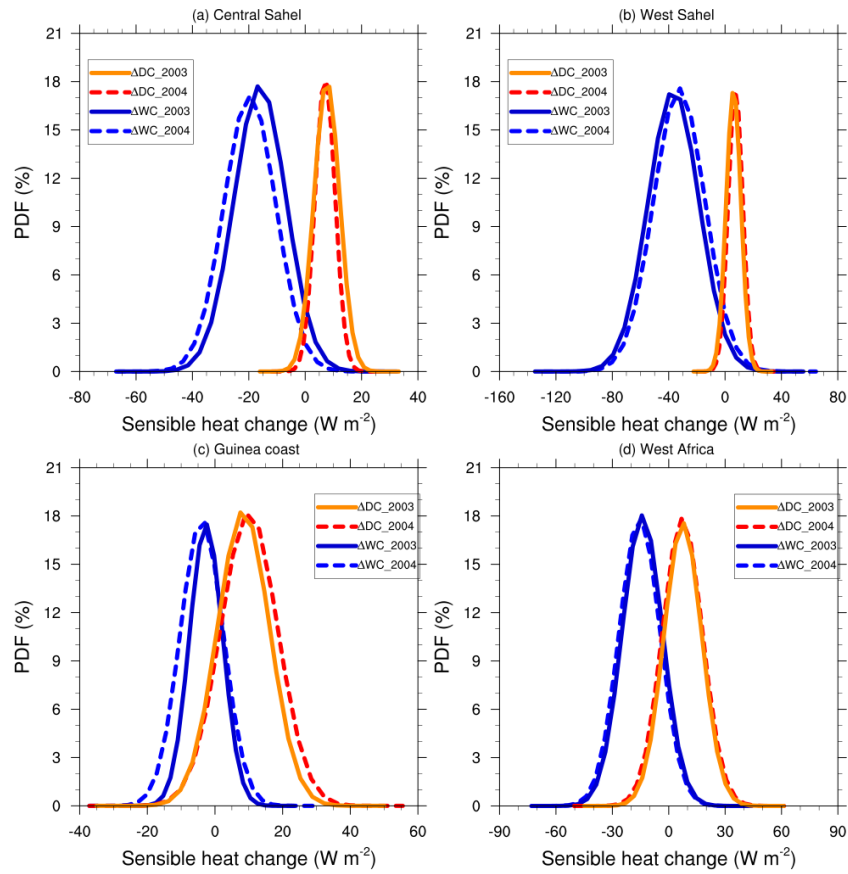 (a) Central Sahel
21
18
15
12
9
6
3
0
PDF (%)
ΔDC_2003
ΔDC_2004
ΔWC_2003
ΔWC_2004
-80 -60 -40 -20 0 20 40
Sensible heat change (W m-2)
(b) West Sahel
21
18
15
12
9
6
3
0
PDF (%)
ΔDC_2003
ΔDC_2004
ΔWC_2003
ΔWC_2004
-160 -120 -80 -40 0 40 80
Sensible heat change (W m-2)
(c) Guinea coast
21
18
15
12
9
6
3
0
PDF (%)
ΔDC_2003
ΔDC_2004
ΔWC_2003
ΔWC_2004
-40 -20 0 20 40 60
Sensible heat change (W m-2)
(d) West Africa
21
18
15
12
9
6
3
0
PDF (%)
ΔDC_2003
ΔDC_2004
ΔWC_2003
ΔWC_2004
-90 -60 -30 0 30 60 90
Sensible heat change (W m-2)